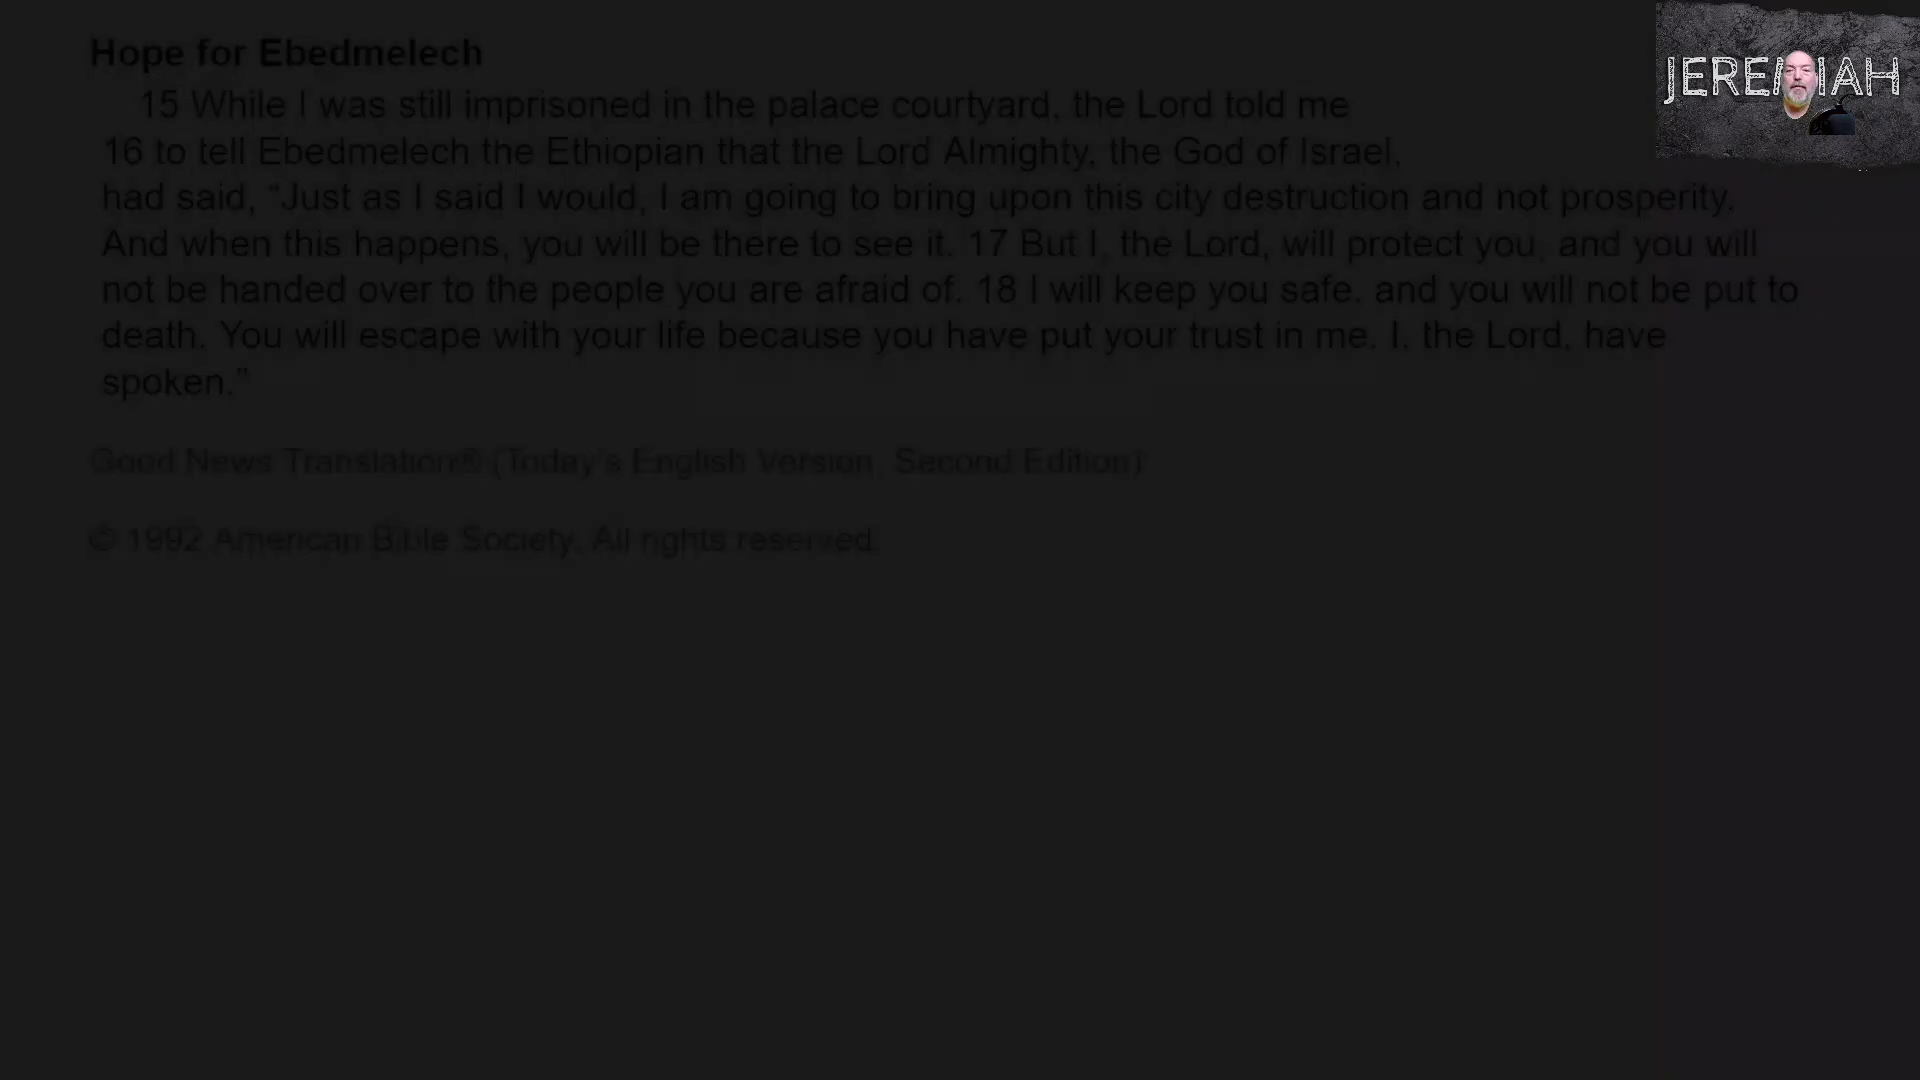 Hope for Ebedmelech
15 While I was still imprisoned in the palace courtyard, the Lord told me
16 to tell Ebedmelech the Ethiopian that the Lord Almighty, the God of Israel,
had said, “Just as I said I would, I am going to bring upon this city destruction and not prosperity.
And when this happens, you will be there to see it. 17 But I, the Lord, will protect you, and you will
not be handed over to the people you are afraid of. 18 I will keep you safe, and you will not be put to
death. You will escape with your life because you have put your trust in me. I, the Lord, have
spoken.”
Good News Translation® (Today's English Version, Second Edition)
© 1992 American Bible Society. All rights reserved.
JEREMIAH